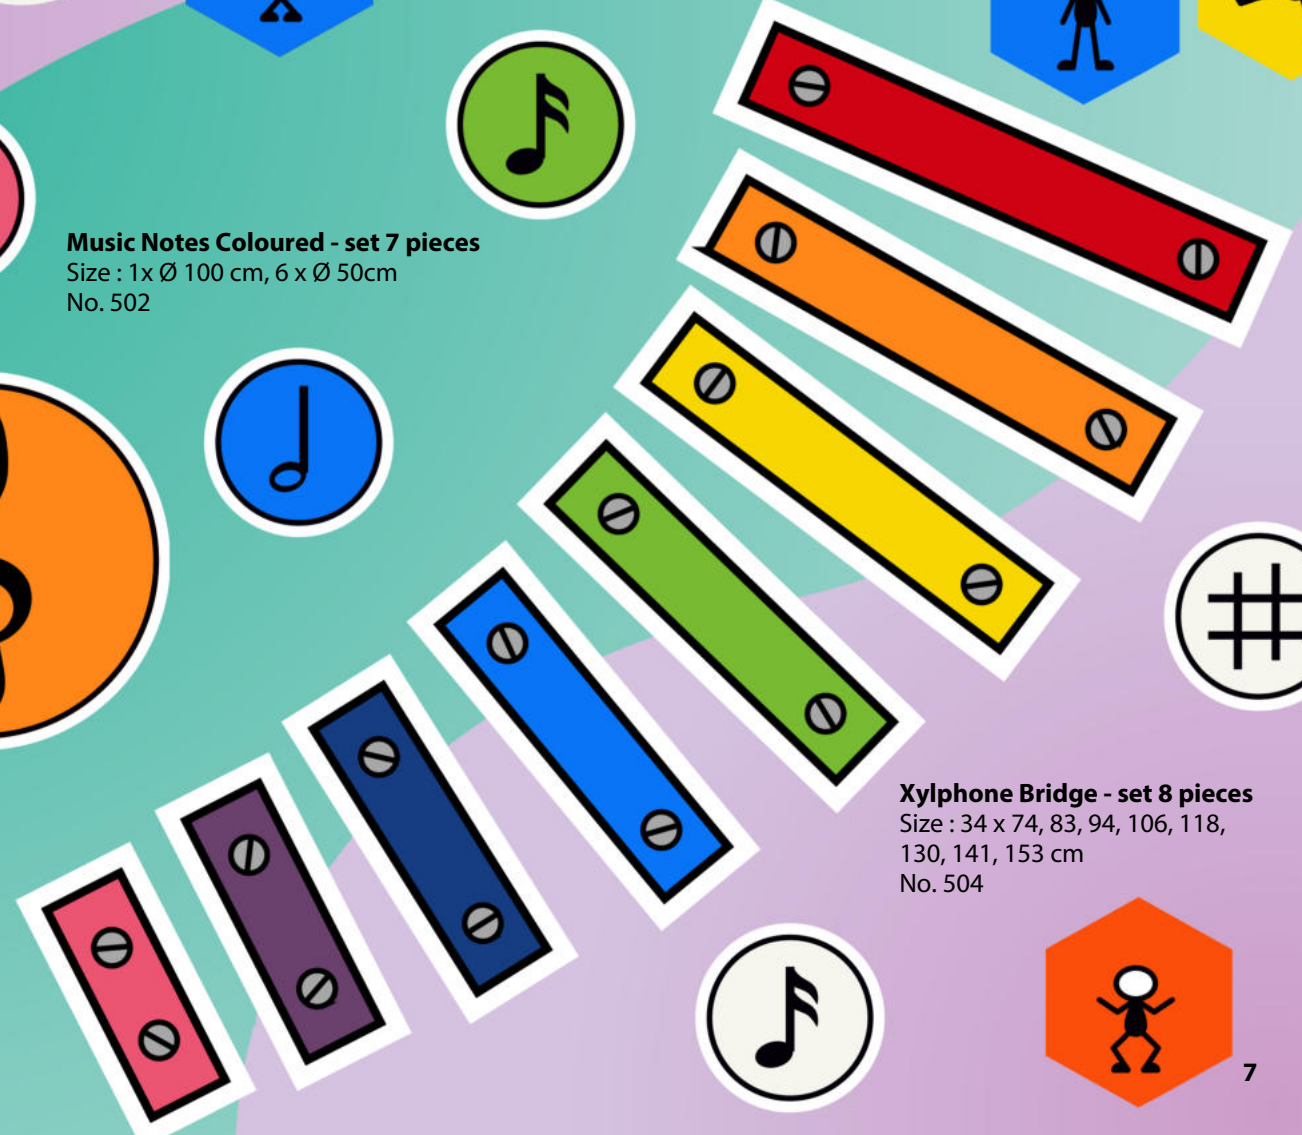 Music Notes Coloured - set 7 pieces
Size : 1x Ø 100 cm, 6 x Ø 50cm
No. 502
Xylphone Bridge - set 8 pieces
Size : 34 x 74, 83, 94, 106, 118,
130, 141, 153 cm
No. 504
7